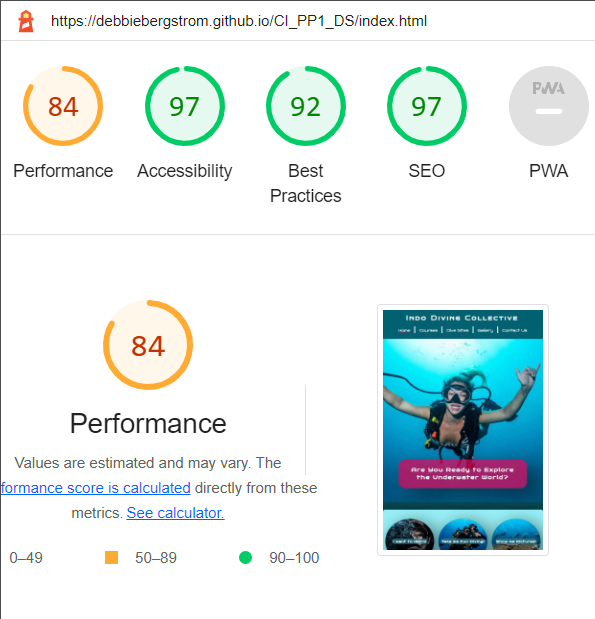 https://debbiebergstrom.github.io/CI_PP1_DS/index.html
84
97
92
97
PWA
Performance
Accessibility
Best
Practices
SEO
PWA
84
Performance
Values are estimated and may vary. The
formance score is calculated directly from these
metrics. See calculator.
0–49
50–89
90–100
Indo Diving Collective
Home | Courses | Dive Sites | Gallery | Contact Us
Are You Ready to Explore
the Underwater World?